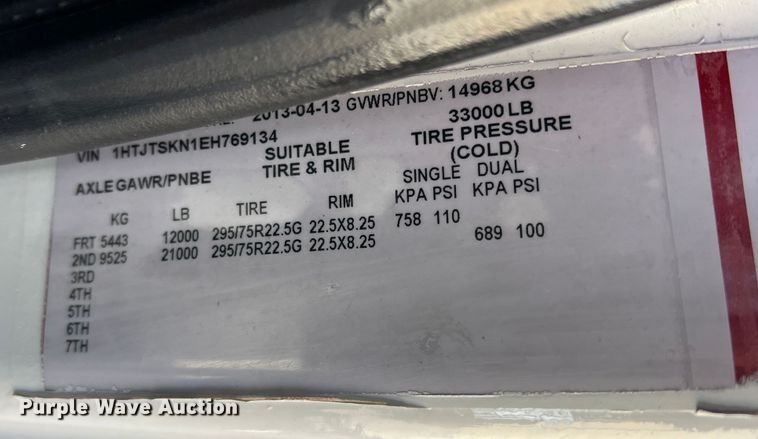 2013-04-13 GVWR/PNBV: 14968 KG
33000 LB
VIN 1HTJTSKN1EH769134
SUITABLE TIRE & RIM
TIRE PRESSURE (COLD)
AXLE GAWR/PNBE
SINGLE DUAL
KG LB TIRE RIM KPA PSI KPA PSI
FRT 5443 12000 295/75R22.5G 22.5X8.25 758 110
2ND 9525 21000 295/75R22.5G 22.5X8.25 689 100
3RD
4TH
5TH
6TH
7TH
Purple Wave Auction